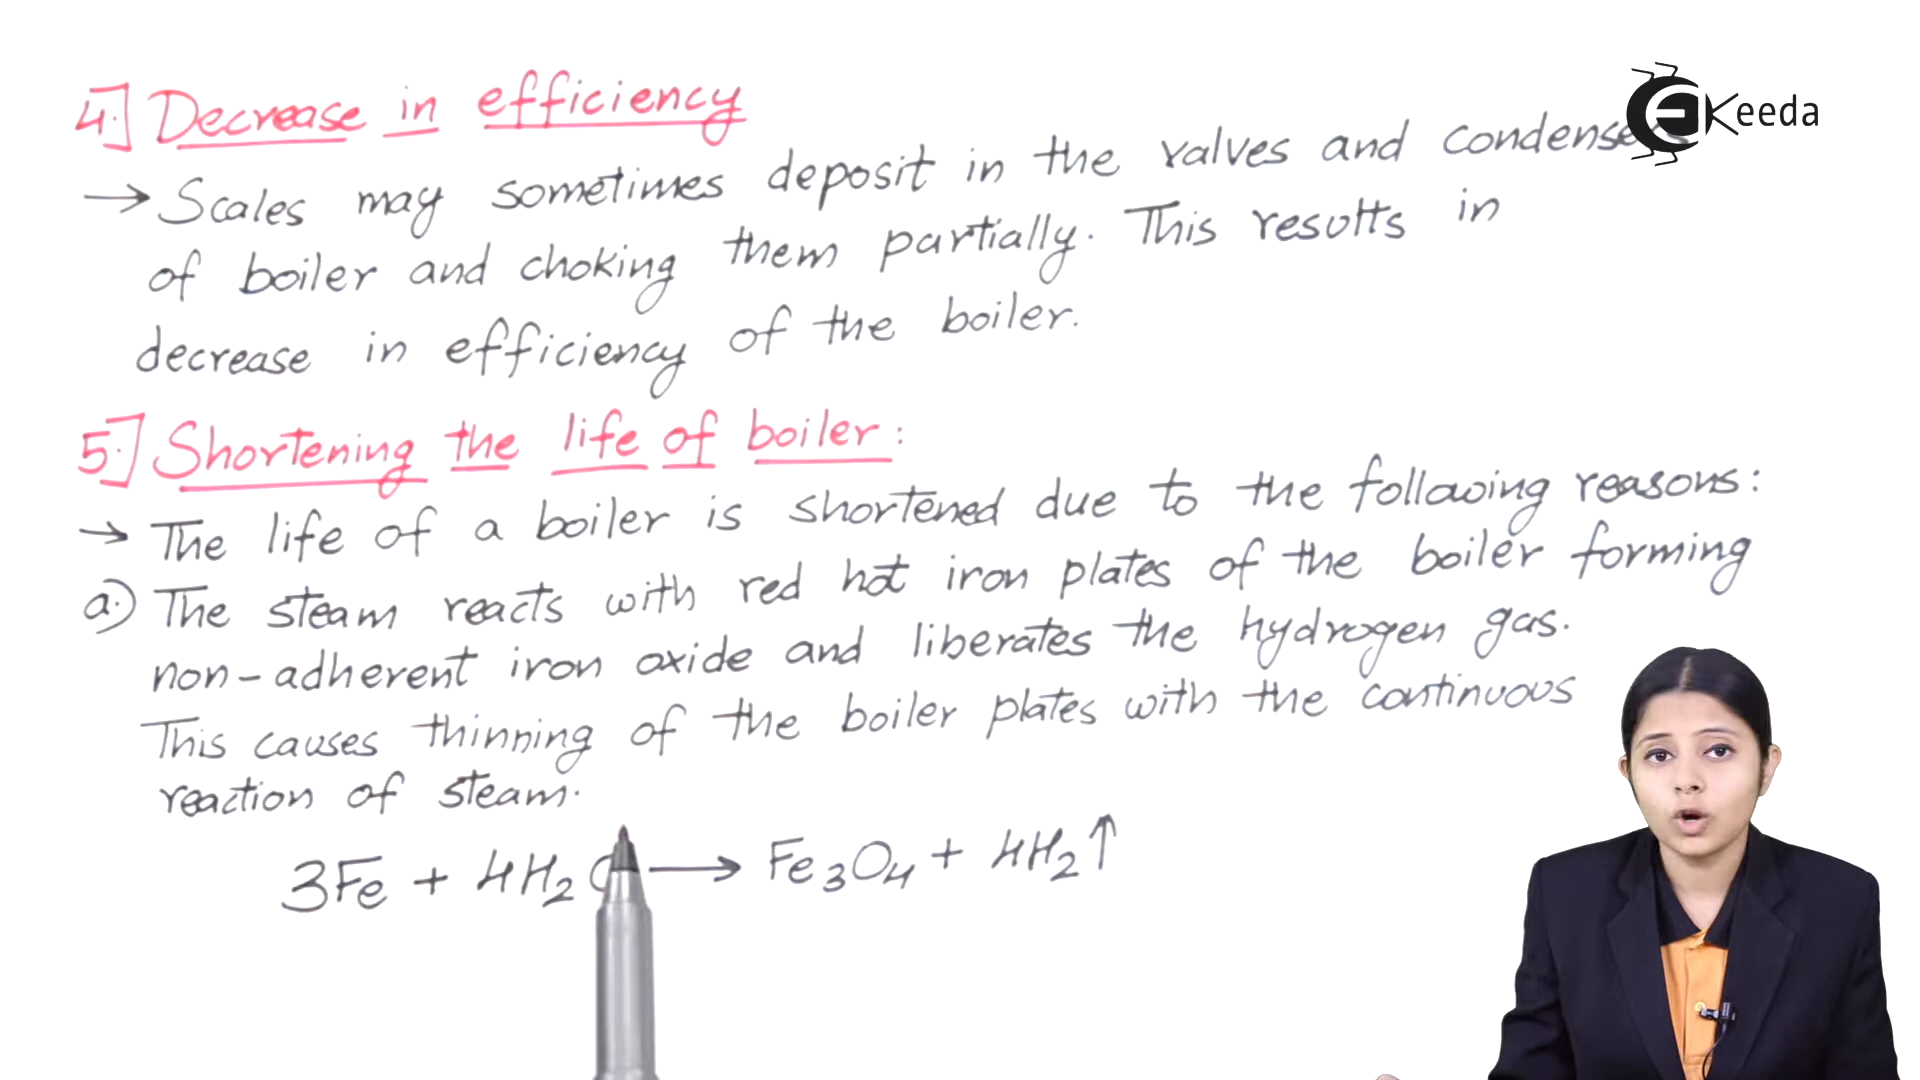 4.] Decrease in efficiency
Keeda
→ Scales may sometimes deposit in the valves and condensers
of boiler and choking them partially. This results in
decrease in efficiency of the boiler.
5.] Shortening the life of boiler:
→ The life of a boiler is shortened due to the following reasons:
a.) The steam reacts with red hot iron plates of the boiler forming
non-adherent iron oxide and liberates the hydrogen gas.
This causes thinning of the boiler plates with the continuous
reaction of steam.
3Fe + 4H₂O → Fe₃O₄ + 4H₂↑